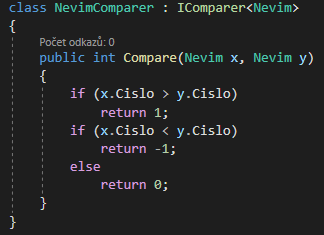 class NevimComparer : IComparer<Nevim>
{
Počet odkazů: 0
public int Compare(Nevim x, Nevim y)
{
if (x.Cislo > y.Cislo)
return 1;
if (x.Cislo < y.Cislo)
return -1;
else
return 0;
}
}